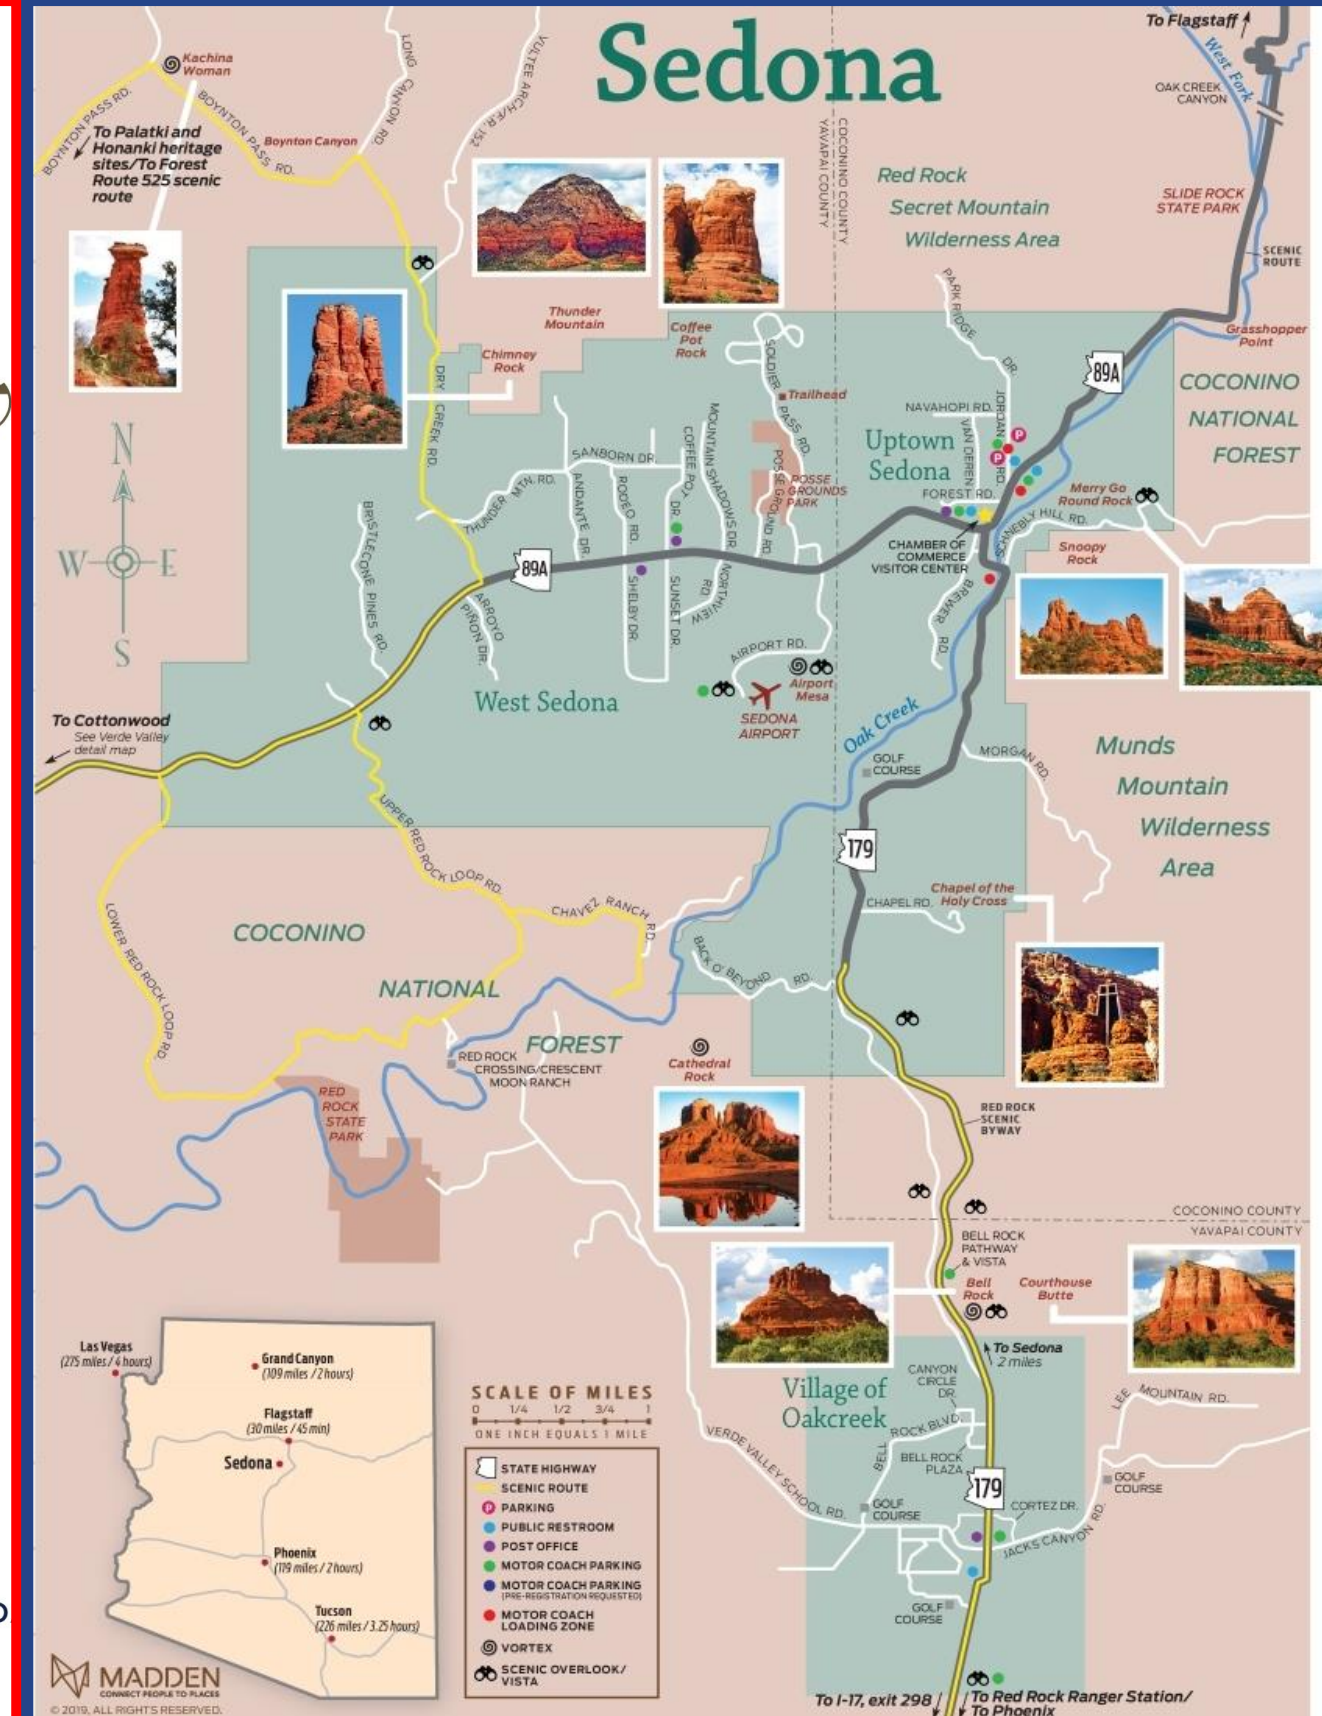 Sedona
To Flagstaff
West Fork
OAK CREEK
CANYON
Kachina
Woman
BOYNTON PASS RD.
BOYNTON PASS RD.
LONG CANYON RD.
VULTEE ARCH/F.R. 152
To Palatki and
Honanki heritage
sites/To Forest
Route 525 scenic
route
Boynton Canyon
YAVAPAI COUNTY
COCONINO COUNTY
Red Rock
Secret Mountain
Wilderness Area
SLIDE ROCK
STATE PARK
SCENIC
ROUTE
Grasshopper
Point
Thunder
Mountain
Coffee
Pot
Rock
Chimney
Rock
DRY CREEK RD.
SOLDIER PASS RD.
Trailhead
PARK RIDGE DR.
89A
COCONINO
NATIONAL
FOREST
NAVAHOPI RD.
JORDAN RD.
VAN DEREN
Uptown
Sedona
FOREST RD.
P
P
Merry Go
Round Rock
SCHNEBLY HILL RD.
Snoopy
Rock
CHAMBER OF
COMMERCE
VISITOR CENTER
BREWER RD.
N
W
E
S
BRISTLECONE PINES RD.
THUNDER MTN. RD.
SANBORN DR.
ANDANTE DR.
RODEO RD.
COFFEE POT DR.
MOUNTAIN SHADOWS DR.
POSSE GROUND RD.
POSSE
GROUNDS
PARK
89A
ARROYO PIÑON DR.
SHELBY DR.
SUNSET DR.
NORTHVIEW RD.
AIRPORT RD.
Airport
Mesa
SEDONA
AIRPORT
West Sedona
To Cottonwood
See Verde Valley
detail map
Oak Creek
GOLF
COURSE
MORGAN RD.
Munds
Mountain
Wilderness
Area
179
UPPER RED ROCK LOOP RD.
LOWER RED ROCK LOOP RD.
CHAVEZ RANCH RD.
CHAPEL RD.
Chapel of the
Holy Cross
BACK O' BEYOND RD.
COCONINO
NATIONAL
FOREST
RED ROCK
CROSSING/CRESCENT
MOON RANCH
Cathedral
Rock
RED
ROCK
STATE
PARK
RED ROCK
SCENIC
BYWAY
COCONINO COUNTY
YAVAPAI COUNTY
BELL ROCK
PATHWAY
& VISTA
Bell
Rock
Courthouse
Butte
To Sedona
2 miles
CANYON
CIRCLE
DR.
Village of
Oakcreek
BELL ROCK BLVD.
BELL ROCK
PLAZA
LEE MOUNTAIN RD.
VERDE VALLEY SCHOOL RD.
GOLF
COURSE
179
CORTEZ DR.
JACKS CANYON RD.
GOLF
COURSE
GOLF
COURSE
To I-17, exit 298
To Red Rock Ranger Station/
To Phoenix
Las Vegas
(275 miles / 4 hours)
Grand Canyon
(109 miles / 2 hours)
Flagstaff
(30 miles / 45 min)
Sedona
Phoenix
(119 miles / 2 hours)
Tucson
(226 miles / 3.25 hours)
SCALE OF MILES
0 1/4 1/2 3/4 1
ONE INCH EQUALS 1 MILE
STATE HIGHWAY
SCENIC ROUTE
P PARKING
PUBLIC RESTROOM
POST OFFICE
MOTOR COACH PARKING
MOTOR COACH PARKING
(PRE-REGISTRATION REQUESTED)
MOTOR COACH
LOADING ZONE
VORTEX
SCENIC OVERLOOK/
VISTA
MADDEN
CONNECT PEOPLE TO PLACES
© 2019. ALL RIGHTS RESERVED.